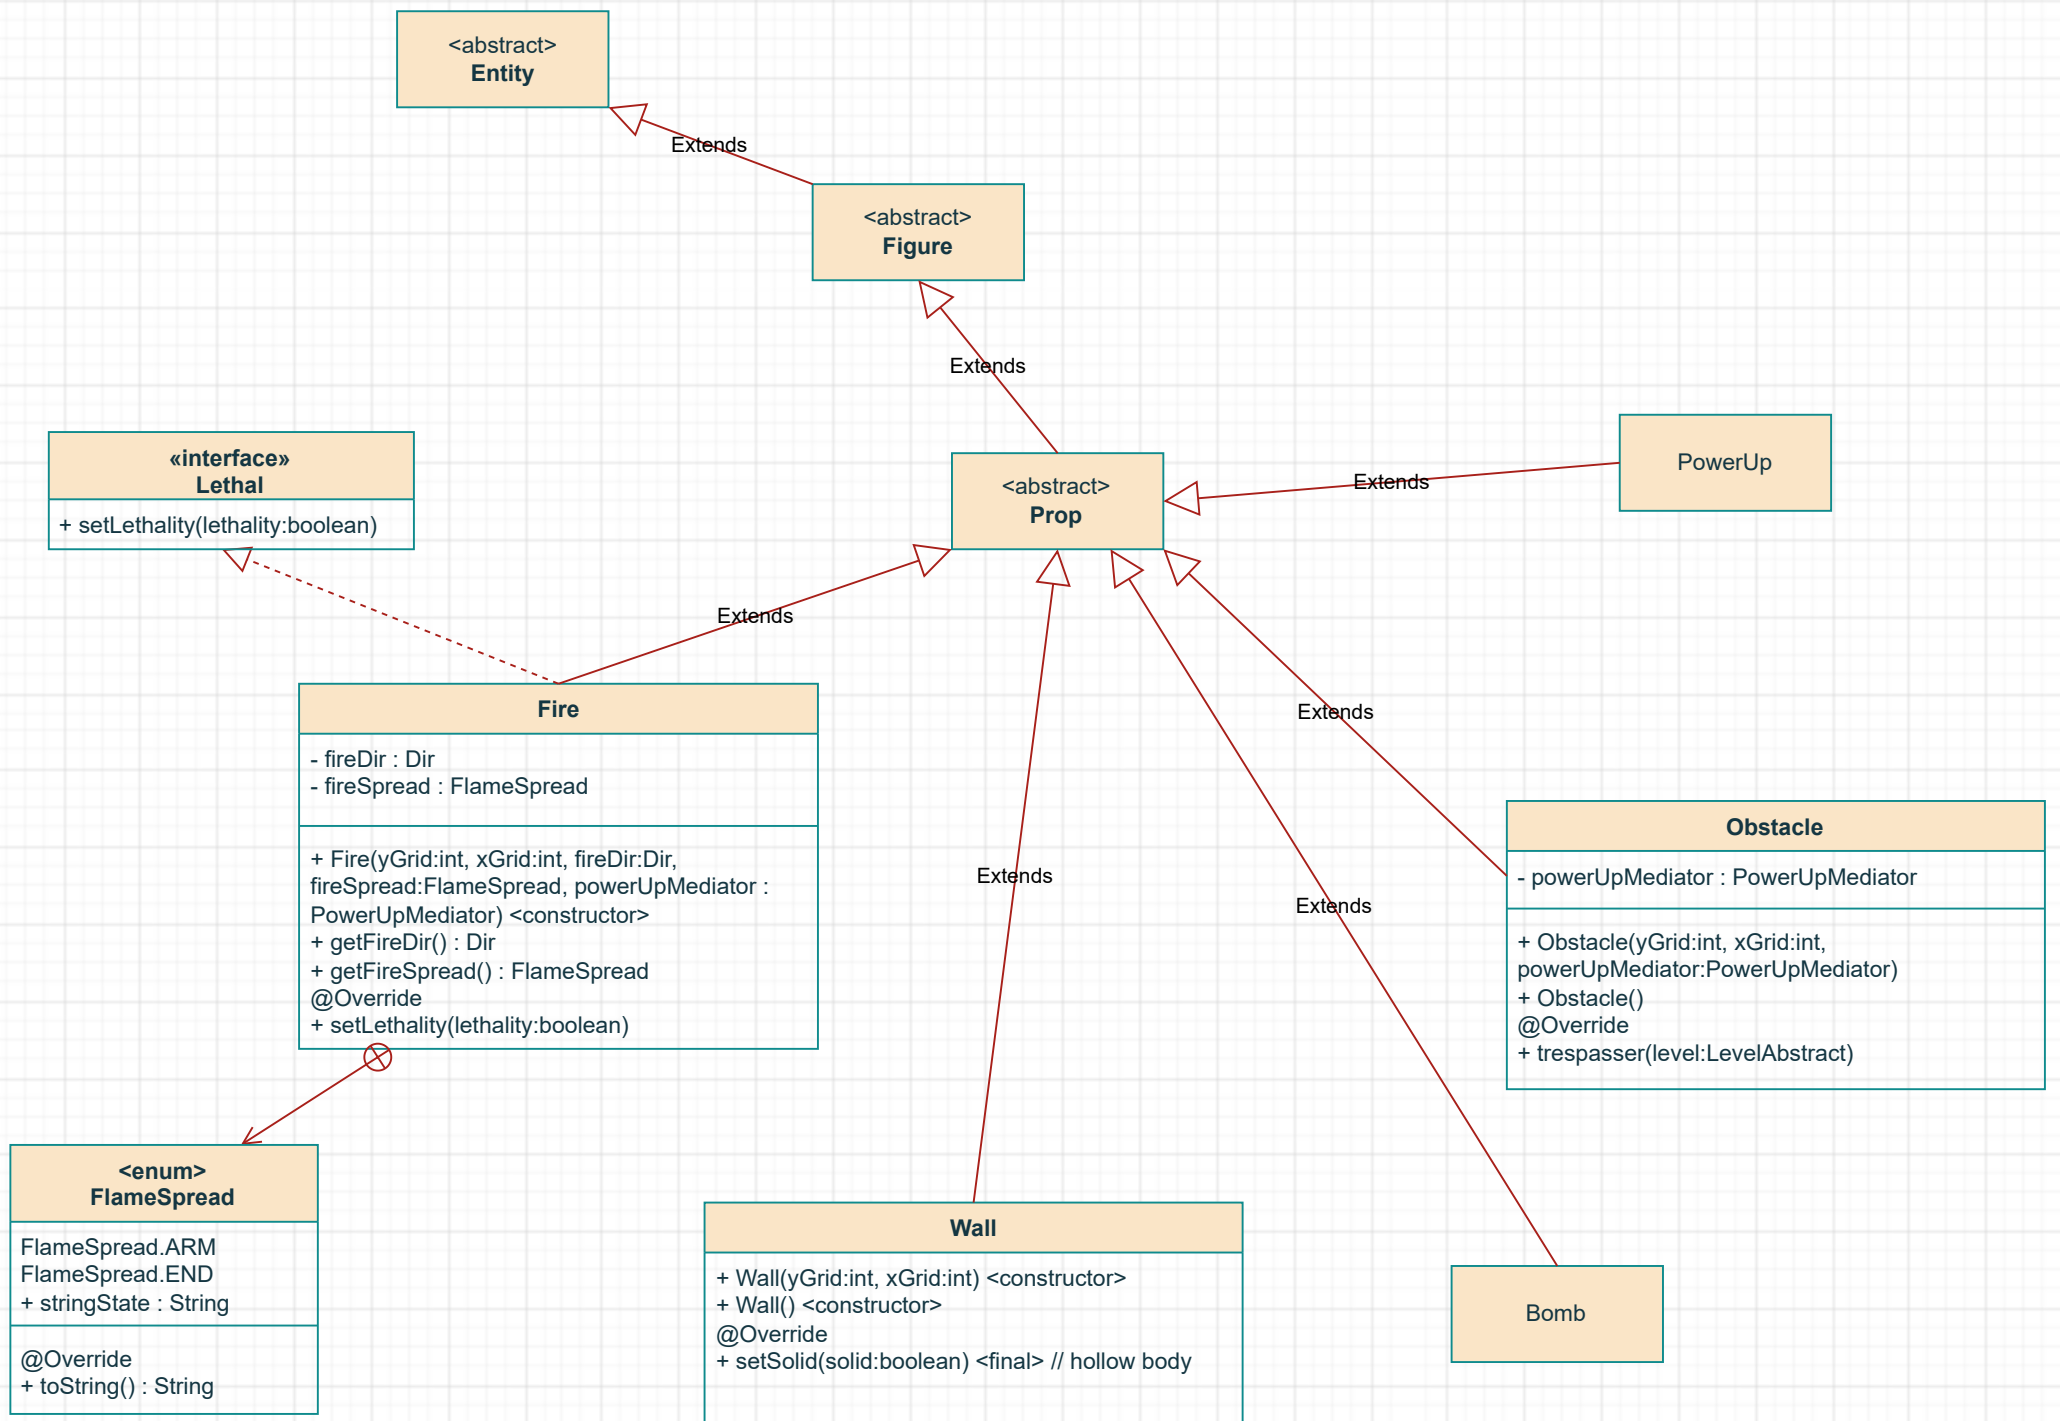 <abstract>
Entity
Extends
<abstract>
Figure
Extends
«interface»
Lethal
+ setLethality(lethality:boolean)
<abstract>
Prop
Extends
PowerUp
Extends
Fire
- fireDir : Dir
- fireSpread : FlameSpread
+ Fire(yGrid:int, xGrid:int, fireDir:Dir,
fireSpread:FlameSpread, powerUpMediator :
PowerUpMediator) <constructor>
+ getFireDir() : Dir
+ getFireSpread() : FlameSpread
@Override
+ setLethality(lethality:boolean)
Extends
Extends
Extends
Obstacle
- powerUpMediator : PowerUpMediator
+ Obstacle(yGrid:int, xGrid:int,
powerUpMediator:PowerUpMediator)
+ Obstacle()
@Override
+ trespasser(level:LevelAbstract)
<enum>
FlameSpread
FlameSpread.ARM
FlameSpread.END
+ stringState : String
@Override
+ toString() : String
Wall
+ Wall(yGrid:int, xGrid:int) <constructor>
+ Wall() <constructor>
@Override
+ setSolid(solid:boolean) <final> // hollow body
Bomb